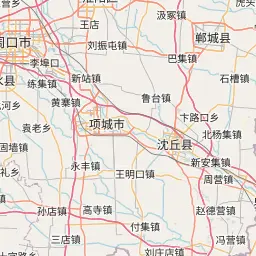 王店
汲冢镇
郸城县
周口市
刘振屯镇
李埠口
巴集镇
新站镇
石槽镇
练集镇
鲁台镇
黄寨镇
卞路口乡
项城市
袁老乡
北杨集镇
沈丘县
新安集镇
永丰镇
王明口镇
周营镇
孙店镇
高寺镇
赵德营镇
付集镇
三店镇
冯营镇
刘庄店镇